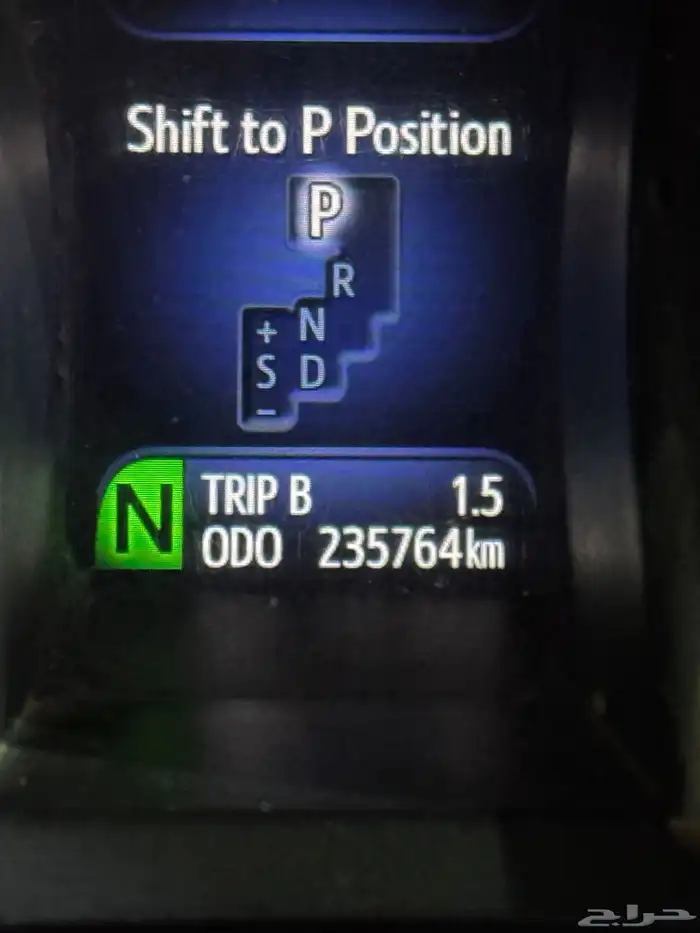 Shift to P Position
P
R
+ N
S D
−
N TRIP B 1.5
ODO 235764km
حراج